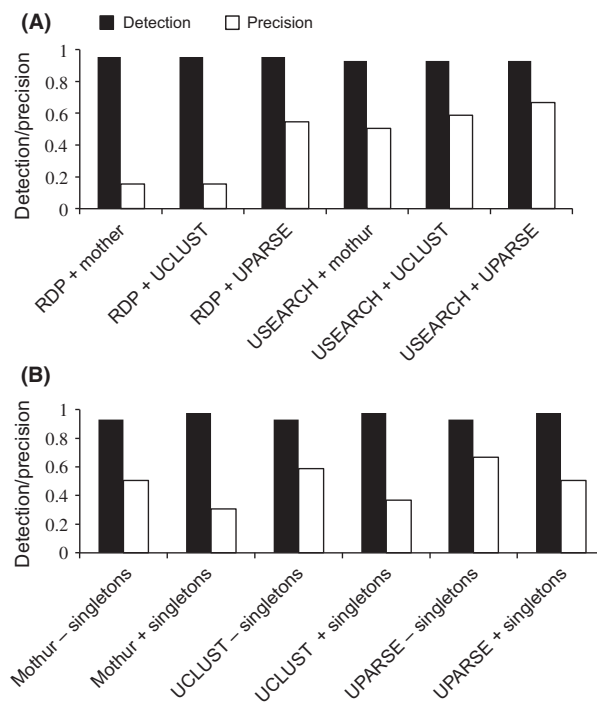 (A)
Detection Precision
Detection/precision
1
0.8
0.6
0.4
0.2
0
RDP + mother
RDP + UCLUST
RDP + UPARSE
USEARCH + mothur
USEARCH + UCLUST
USEARCH + UPARSE
(B)
Detection/precision
1
0.8
0.6
0.4
0.2
0
Mothur – singletons
Mothur + singletons
UCLUST – singletons
UCLUST + singletons
UPARSE – singletons
UPARSE + singletons